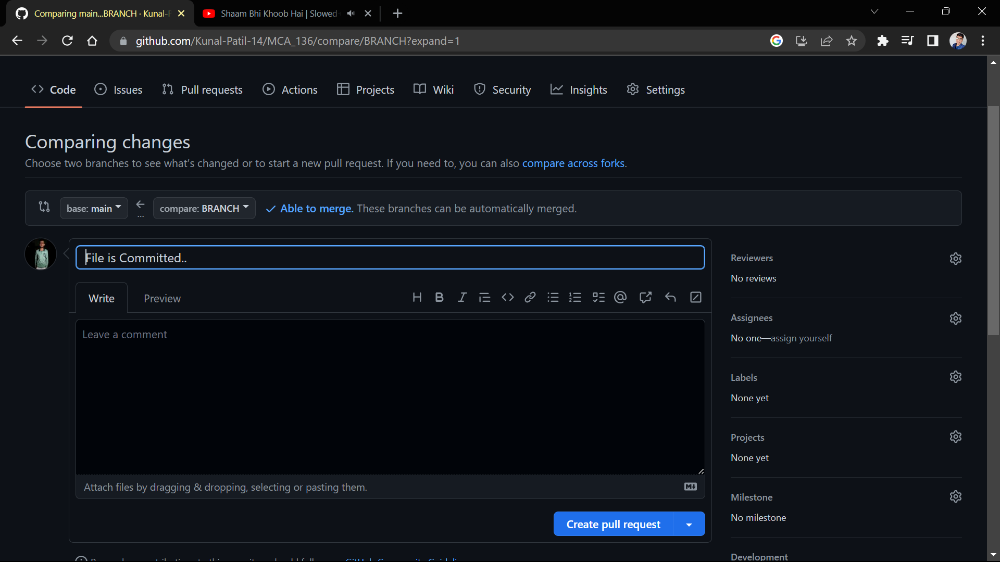 Comparing main...BRANCH · Kunal-P
Shaam Bhi Khoob Hai | Slowed
github.com/Kunal-Patil-14/MCA_136/compare/BRANCH?expand=1
Code Issues Pull requests Actions Projects Wiki Security Insights Settings
Comparing changes
Choose two branches to see what's changed or to start a new pull request. If you need to, you can also compare across forks.
base: main ... compare: BRANCH Able to merge. These branches can be automatically merged.
File is Committed..
Write Preview
Leave a comment
Attach files by dragging & dropping, selecting or pasting them.
Create pull request
Reviewers
No reviews
Assignees
No one—assign yourself
Labels
None yet
Projects
None yet
Milestone
No milestone
Development